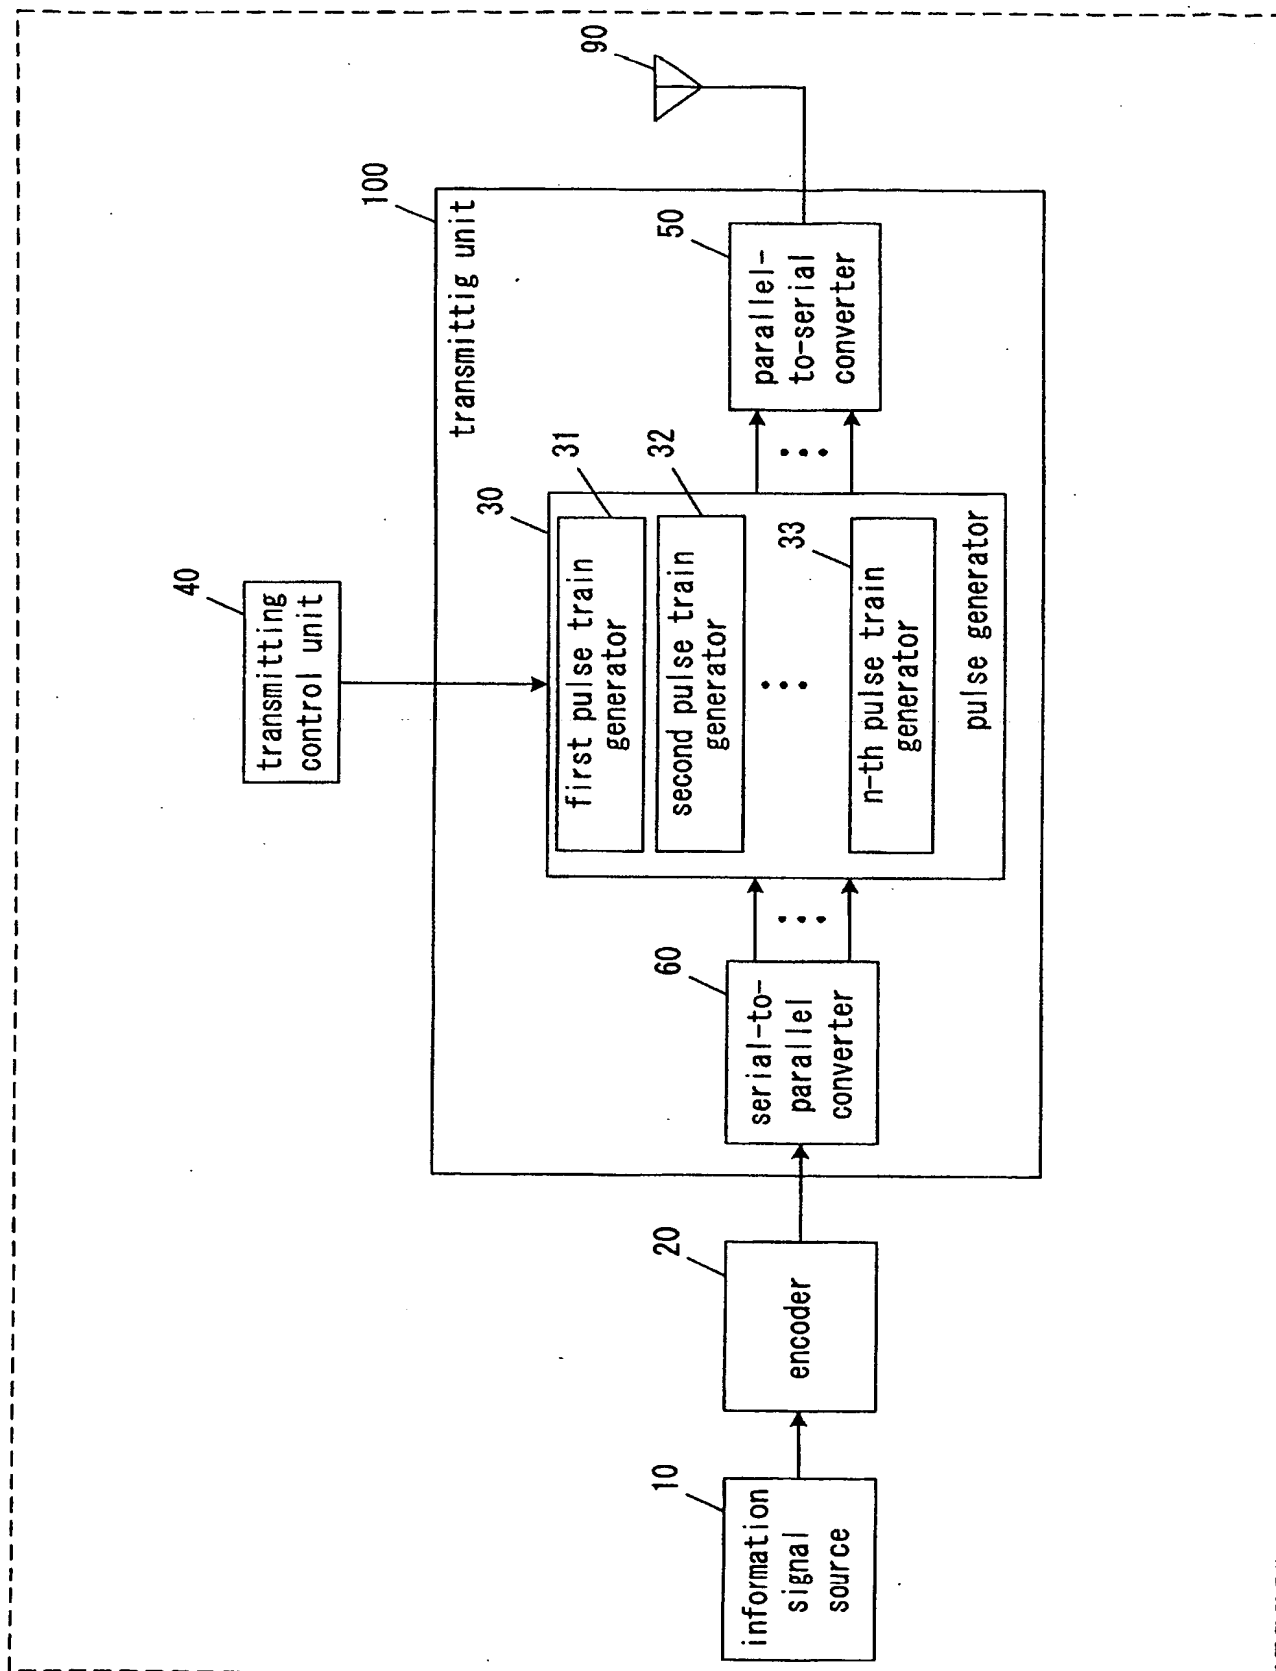 40
transmitting
control unit
100
transmittig unit
90
30
31
first pulse train
generator
32
second pulse train
generator
33
n-th pulse train
generator
pulse generator
10
information
signal
source
20
encoder
60
serial-to-
parallel
converter
50
parallel-
to-serial
converter